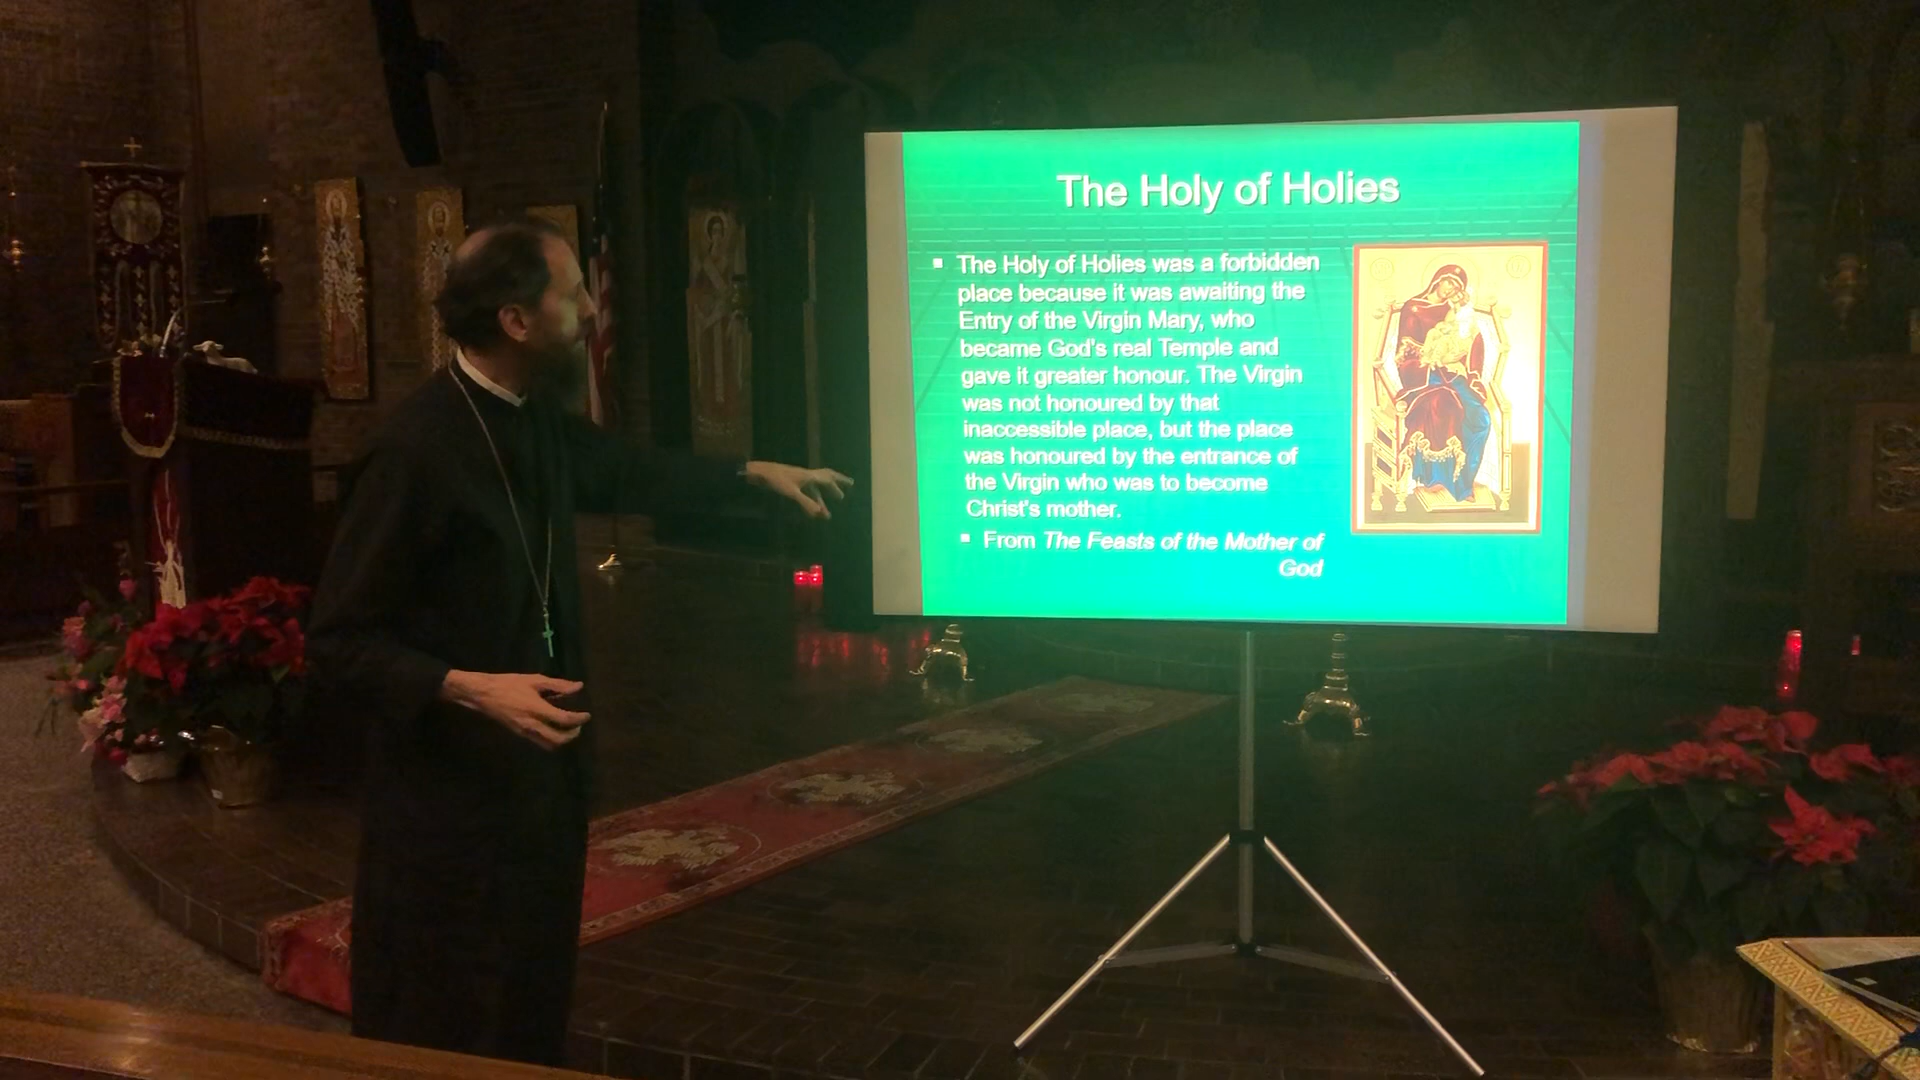 The Holy of Holies
▪ The Holy of Holies was a forbidden
place because it was awaiting the
Entry of the Virgin Mary, who
became God's real Temple and
gave it greater honour. The Virgin
was not honoured by that
inaccessible place, but the place
was honoured by the entrance of
the Virgin who was to become
Christ's mother.
▪ From The Feasts of the Mother of
God